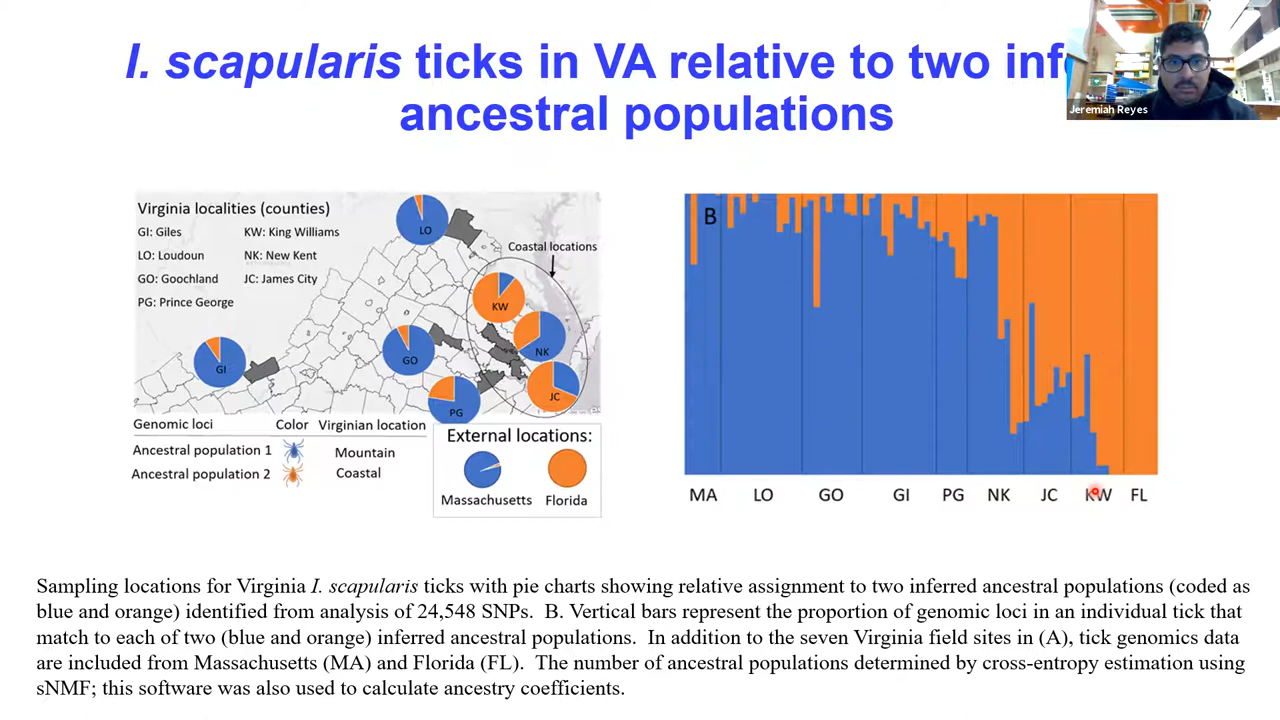 I. scapularis ticks in VA relative to two inf
ancestral populations
Jeremiah Reyes
Virginia localities (counties)
GI: Giles KW: King Williams
LO: Loudoun NK: New Kent
GO: Goochland JC: James City
PG: Prince George
Coastal locations
LO
KW
NK
GO
GI
JC
PG
Genomic loci Color Virginian location
Ancestral population 1 Mountain
Ancestral population 2 Coastal
External locations:
Massachusetts Florida
B
MA LO GO GI PG NK JC KW FL
Sampling locations for Virginia I. scapularis ticks with pie charts showing relative assignment to two inferred ancestral populations (coded as
blue and orange) identified from analysis of 24,548 SNPs. B. Vertical bars represent the proportion of genomic loci in an individual tick that
match to each of two (blue and orange) inferred ancestral populations. In addition to the seven Virginia field sites in (A), tick genomics data
are included from Massachusetts (MA) and Florida (FL). The number of ancestral populations determined by cross-entropy estimation using
sNMF; this software was also used to calculate ancestry coefficients.